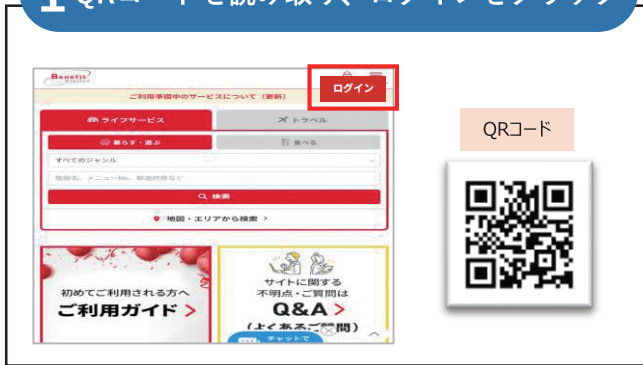 1 QRコードを読み取り、ログインをクリック
Benefit
Station
ログイン
ご利用準備中のサービスについて（更新）
ライフサービス
トラベル
暮らす・遊ぶ
食べる
すべてのジャンル
施設名、メニューNo、都道府県など
検索
地図・エリアから検索 >
初めてご利用される方へ
ご利用ガイド >
サイトに関する
不明点・ご質問は
Q&A >
(よくあるご質問)
チャットで
QRコード